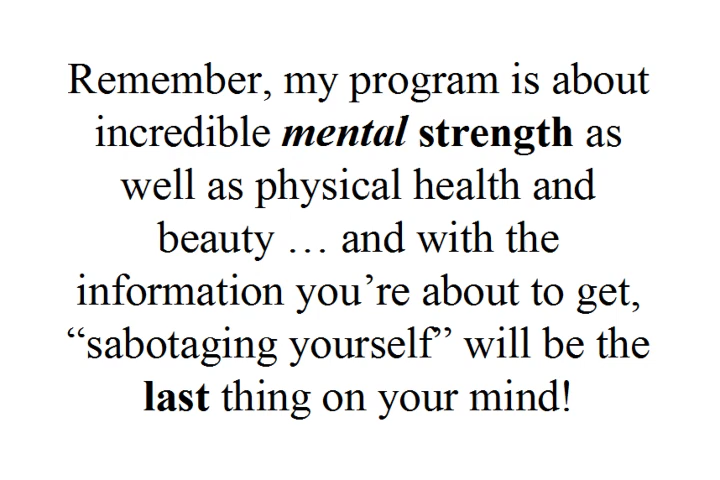 Remember, my program is about
incredible mental strength as
well as physical health and
beauty … and with the
information you’re about to get,
“sabotaging yourself” will be the
last thing on your mind!